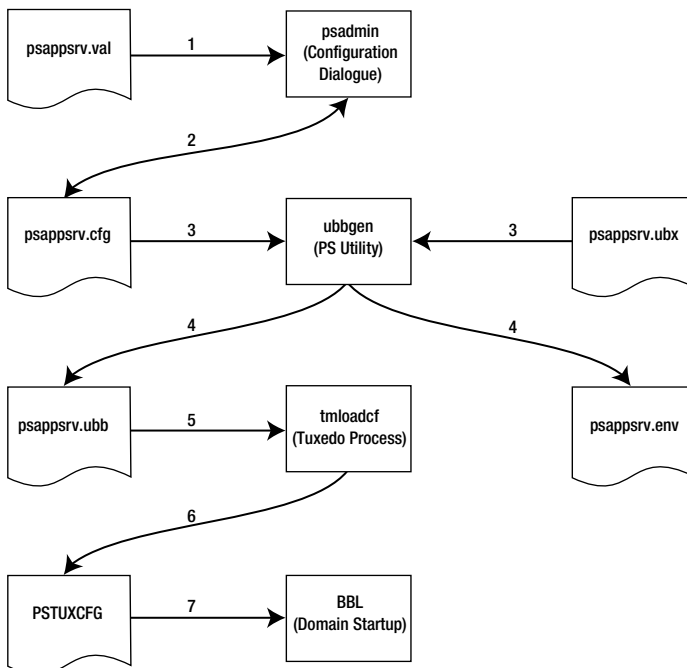 psappsrv.val
1
psadmin
(Configuration
Dialogue)
2
psappsrv.cfg
3
ubbgen
(PS Utility)
3
psappsrv.ubx
4
4
psappsrv.ubb
5
tmloadcf
(Tuxedo Process)
psappsrv.env
6
PSTUXCFG
7
BBL
(Domain Startup)